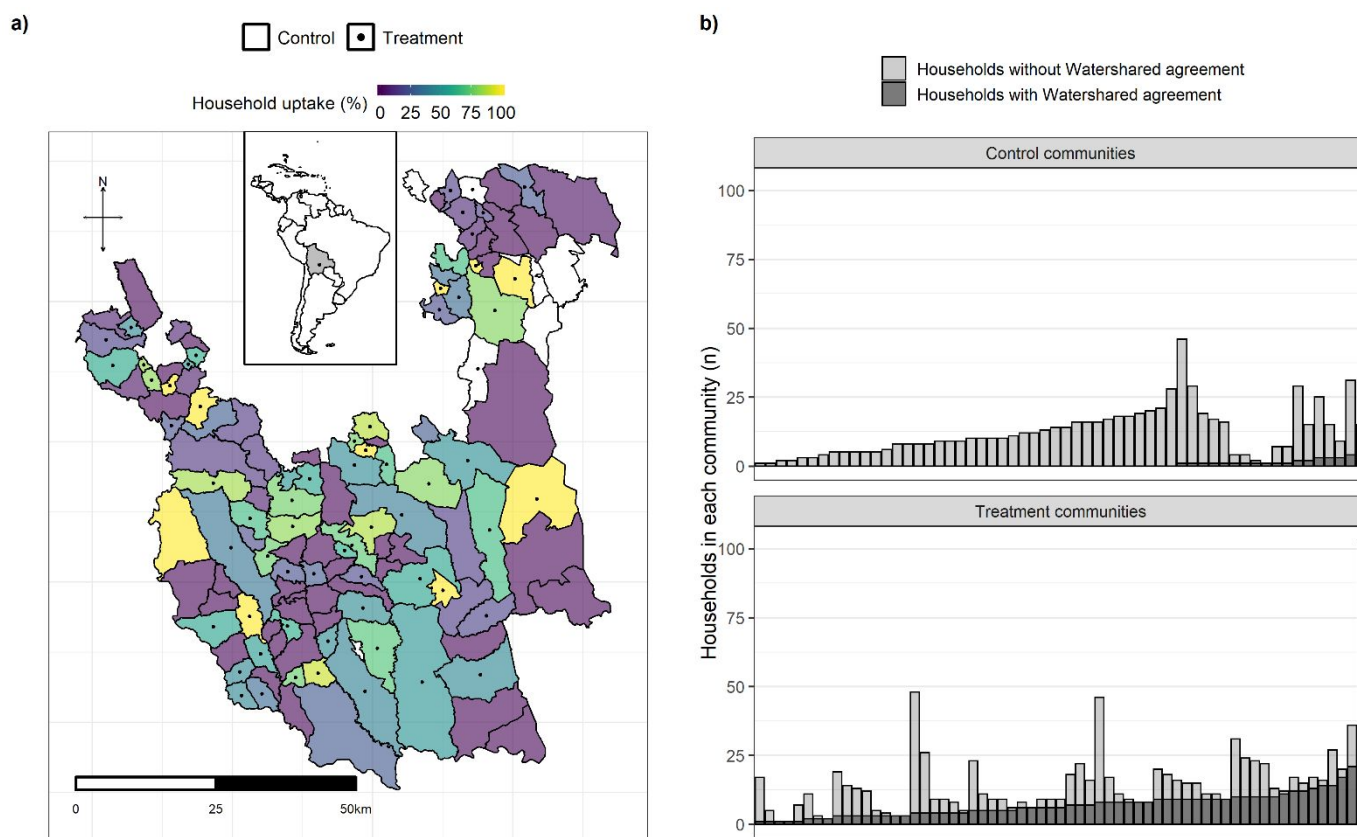 a)
Control Treatment
Household uptake (%) 0 25 50 75 100
N
0 25 50km
b)
Households without Watershared agreement
Households with Watershared agreement
Households in each community (n)
Control communities
100
75
50
25
0
Treatment communities
100
75
50
25
0